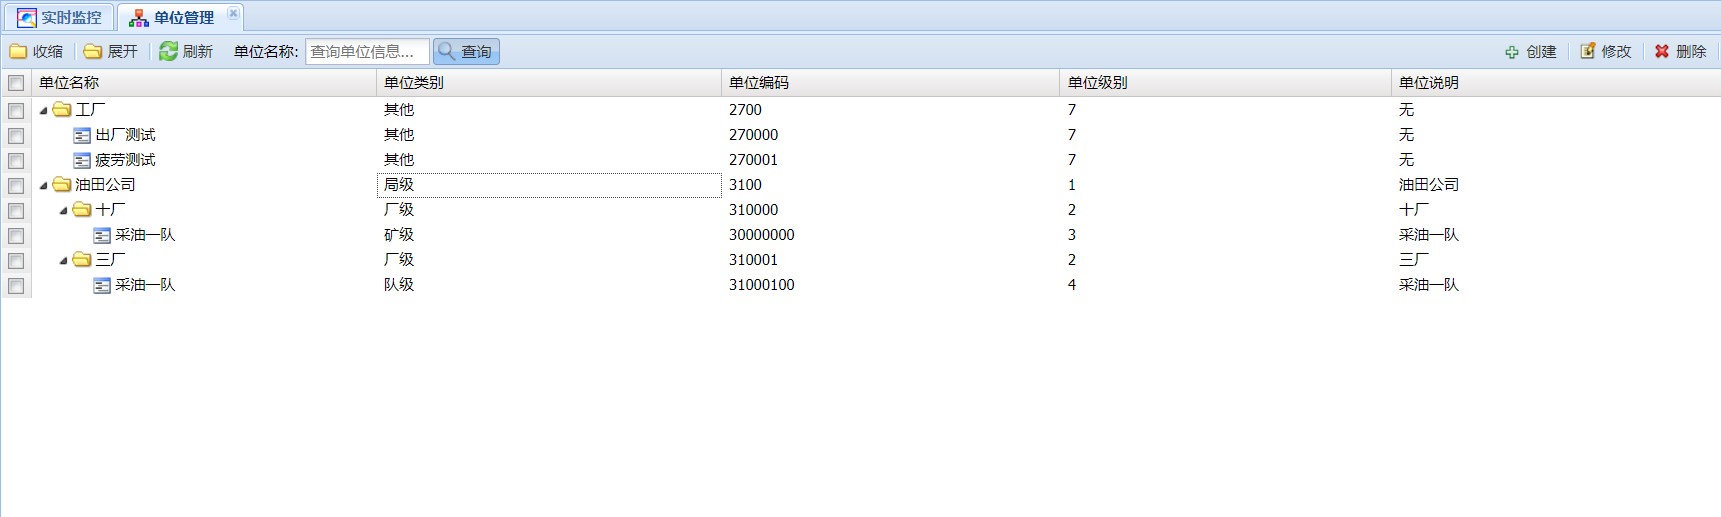 实时监控 单位管理
收缩 展开 刷新 单位名称: 查询单位信息... 查询 创建 修改 删除
单位名称 单位类别 单位编码 单位级别 单位说明
工厂 其他 2700 7 无
出厂测试 其他 270000 7 无
疲劳测试 其他 270001 7 无
油田公司 局级 3100 1 油田公司
十厂 厂级 310000 2 十厂
采油一队 矿级 30000000 3 采油一队
三厂 厂级 310001 2 三厂
采油一队 队级 31000100 4 采油一队